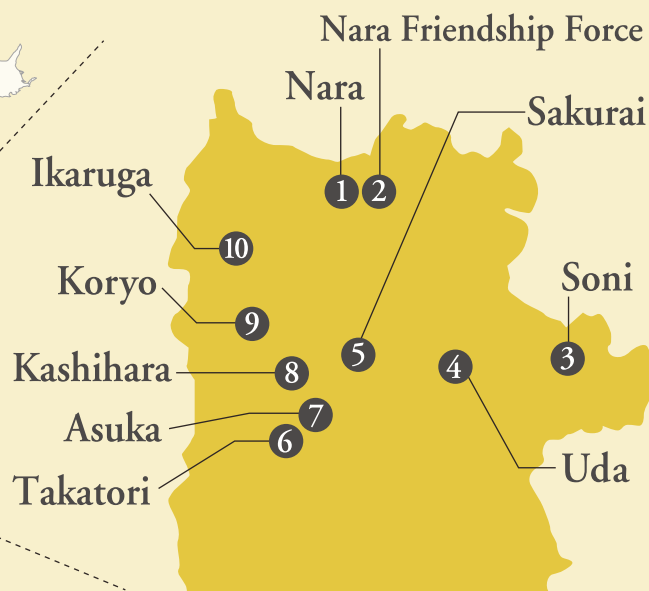 Nara Friendship Force
Nara
Sakurai
Ikaruga
1
2
10
Koryo
Soni
9
Kashihara
8
5
4
3
Asuka
7
6
Uda
Takatori